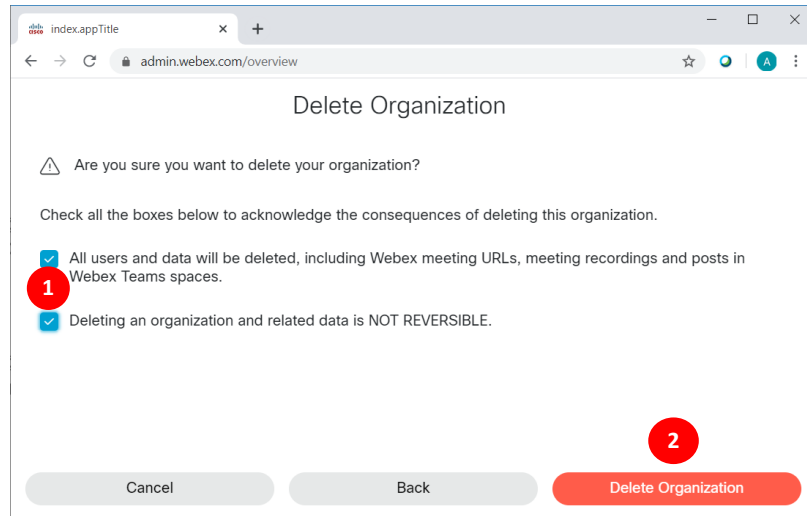 cisco index.appTitle
admin.webex.com/overview
A
Delete Organization
Are you sure you want to delete your organization?
Check all the boxes below to acknowledge the consequences of deleting this organization.
All users and data will be deleted, including Webex meeting URLs, meeting recordings and posts in
Webex Teams spaces.
1
Deleting an organization and related data is NOT REVERSIBLE.
2
Cancel Back Delete Organization